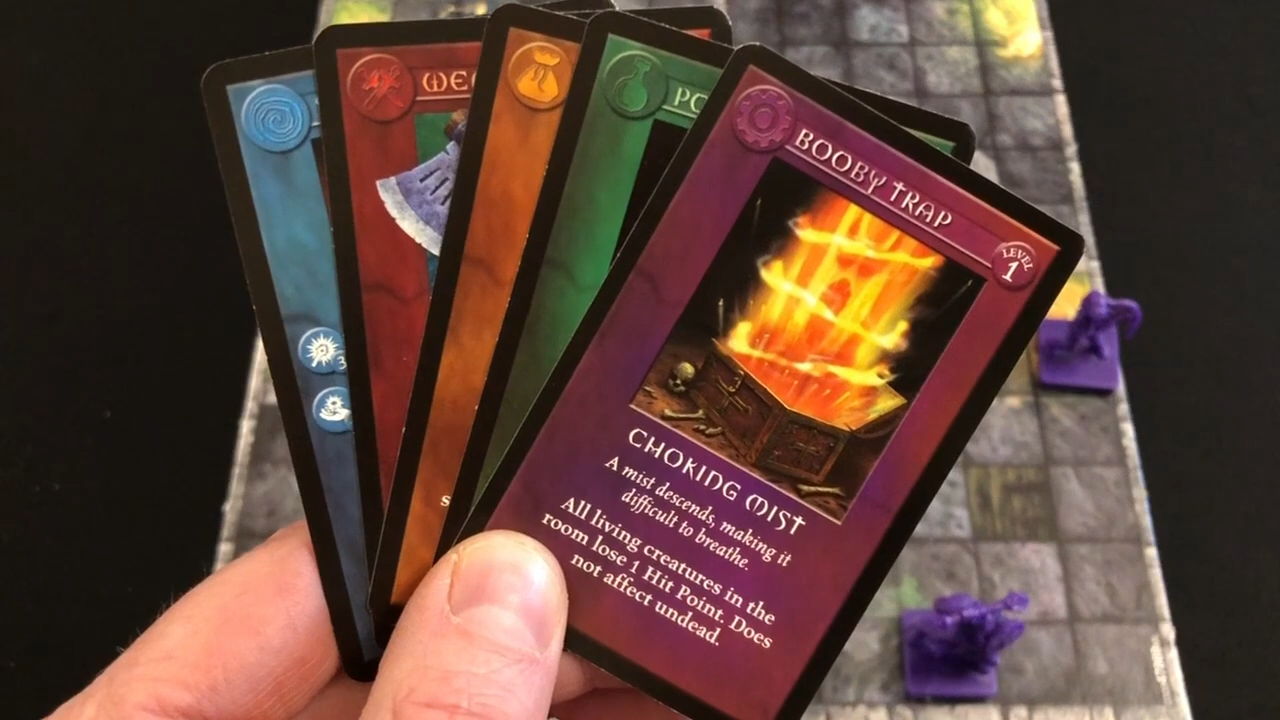 BOOBY TRAP
LEVEL
1
CHOKING MIST
A mist descends, making it
difficult to breathe.
All living creatures in the
room lose 1 Hit Point. Does
not affect undead.